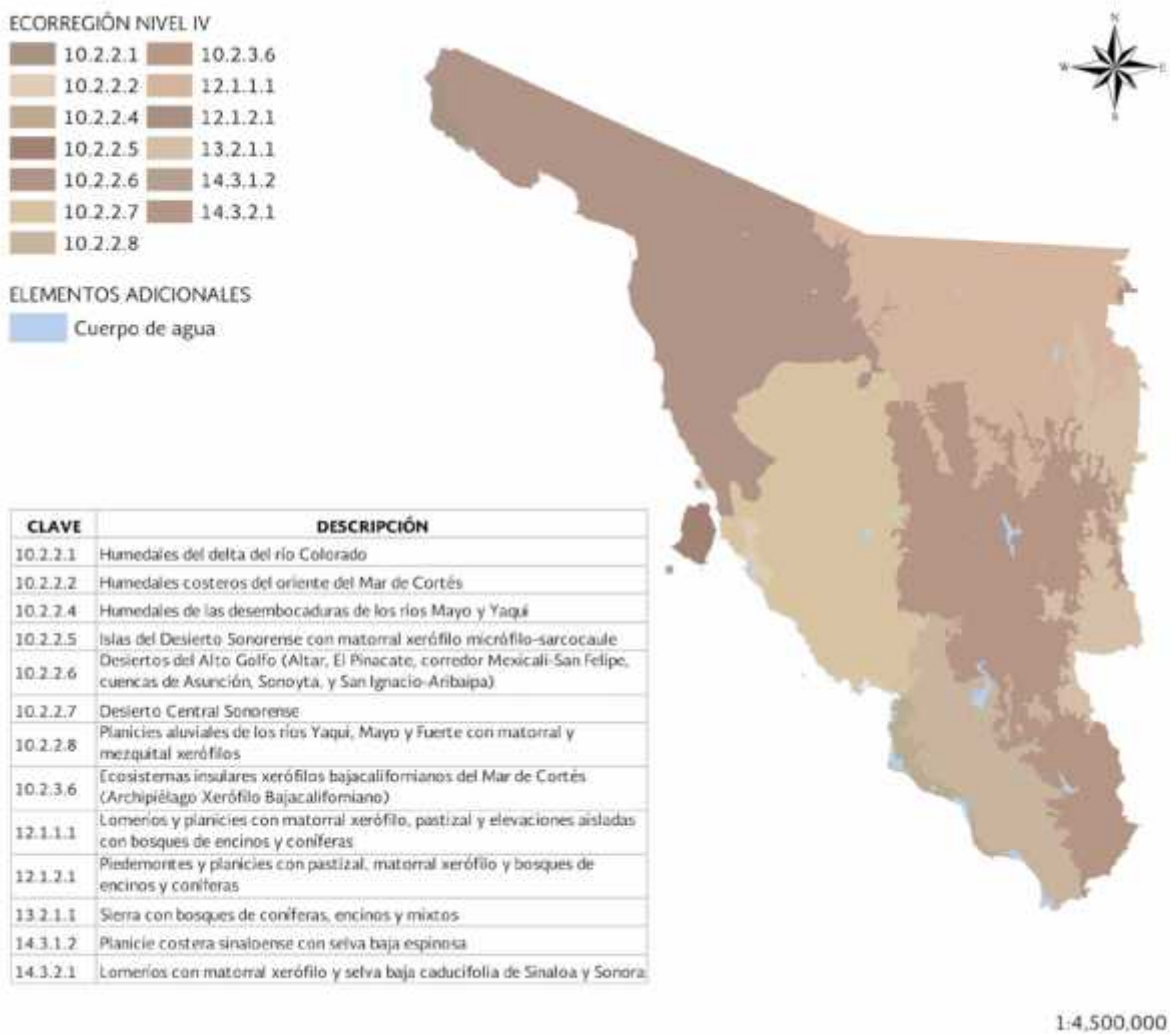 ECORREGIÓN NIVEL IV
10.2.2.1 10.2.3.6
10.2.2.2 12.1.1.1
10.2.2.4 12.1.2.1
10.2.2.5 13.2.1.1
10.2.2.6 14.3.1.2
10.2.2.7 14.3.2.1
10.2.2.8
ELEMENTOS ADICIONALES
Cuerpo de agua
N
W E
S
CLAVE DESCRIPCIÓN
10.2.2.1 Humedales del delta del río Colorado
10.2.2.2 Humedales costeros del oriente del Mar de Cortés
10.2.2.4 Humedales de las desembocaduras de los ríos Mayo y Yaqui
10.2.2.5 Islas del Desierto Sonorense con matorral xerófilo micrófilo-sarcocaule
10.2.2.6 Desiertos del Alto Golfo (Altar, El Pinacate, corredor Mexicali-San Felipe,
cuencas de Asunción, Sonoyta, y San Ignacio-Aribaipa)
10.2.2.7 Desierto Central Sonorense
10.2.2.8 Planicies aluviales de los ríos Yaqui, Mayo y Fuerte con matorral y
mezquital xerófilos
10.2.3.6 Ecosistemas insulares xerófilos bajacalifornianos del Mar de Cortés
(Archipiélago Xerófilo Bajacaliforniano)
12.1.1.1 Lomeríos y planicies con matorral xerófilo, pastizal y elevaciones aisladas
con bosques de encinos y coníferas
12.1.2.1 Piedemontes y planicies con pastizal, matorral xerófilo y bosques de
encinos y coníferas
13.2.1.1 Sierra con bosques de coníferas, encinos y mixtos
14.3.1.2 Planicie costera sinaloense con selva baja espinosa
14.3.2.1 Lomeríos con matorral xerófilo y selva baja caducifolia de Sinaloa y Sonora
1:4,500,000